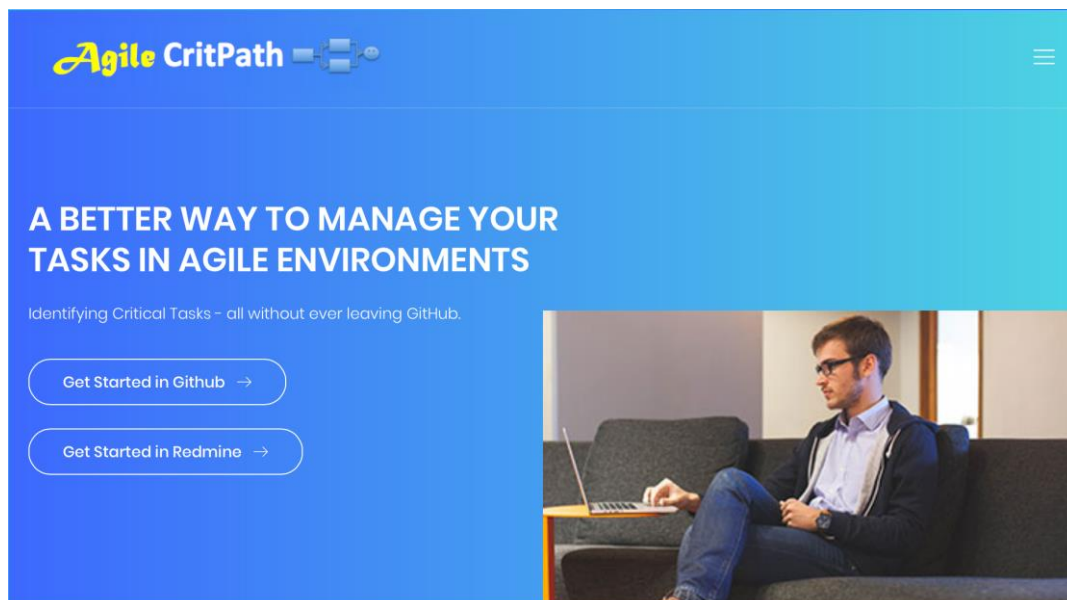 Agile CritPath
A BETTER WAY TO MANAGE YOUR
TASKS IN AGILE ENVIRONMENTS
Identifying Critical Tasks - all without ever leaving GitHub.
Get Started in Github →
Get Started in Redmine →